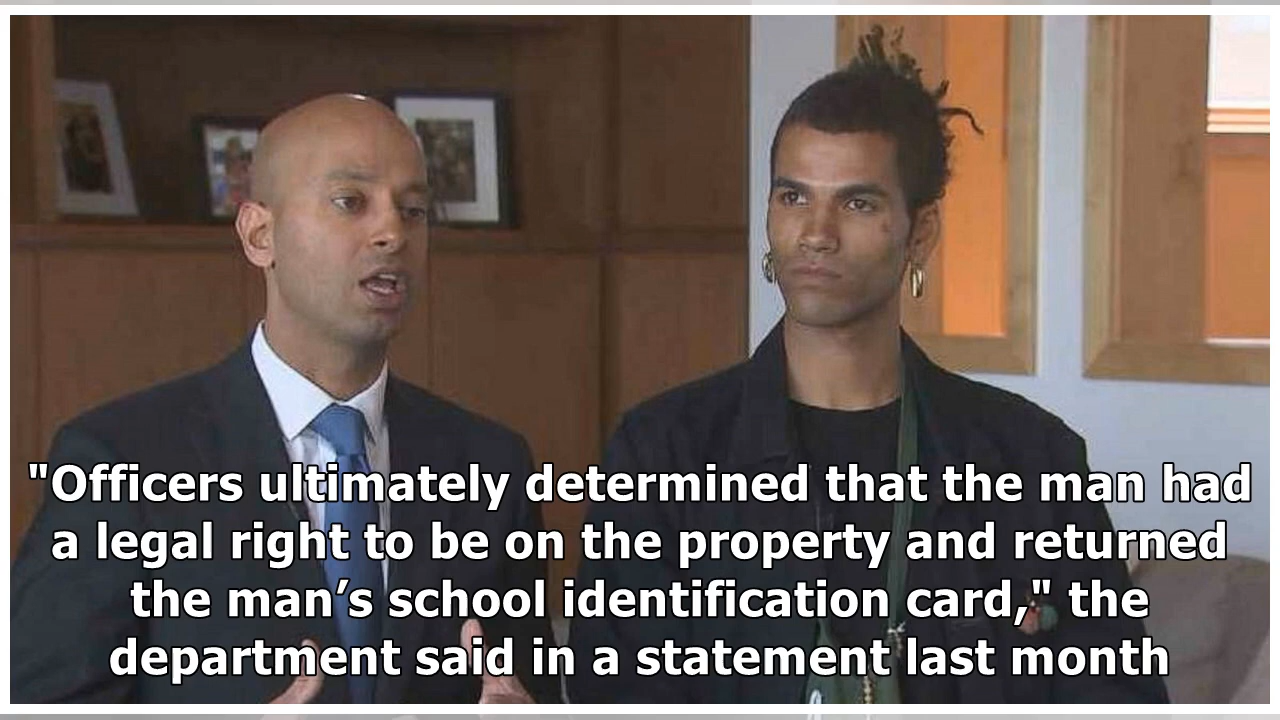 "Officers ultimately determined that the man had
a legal right to be on the property and returned
the man’s school identification card," the
department said in a statement last month